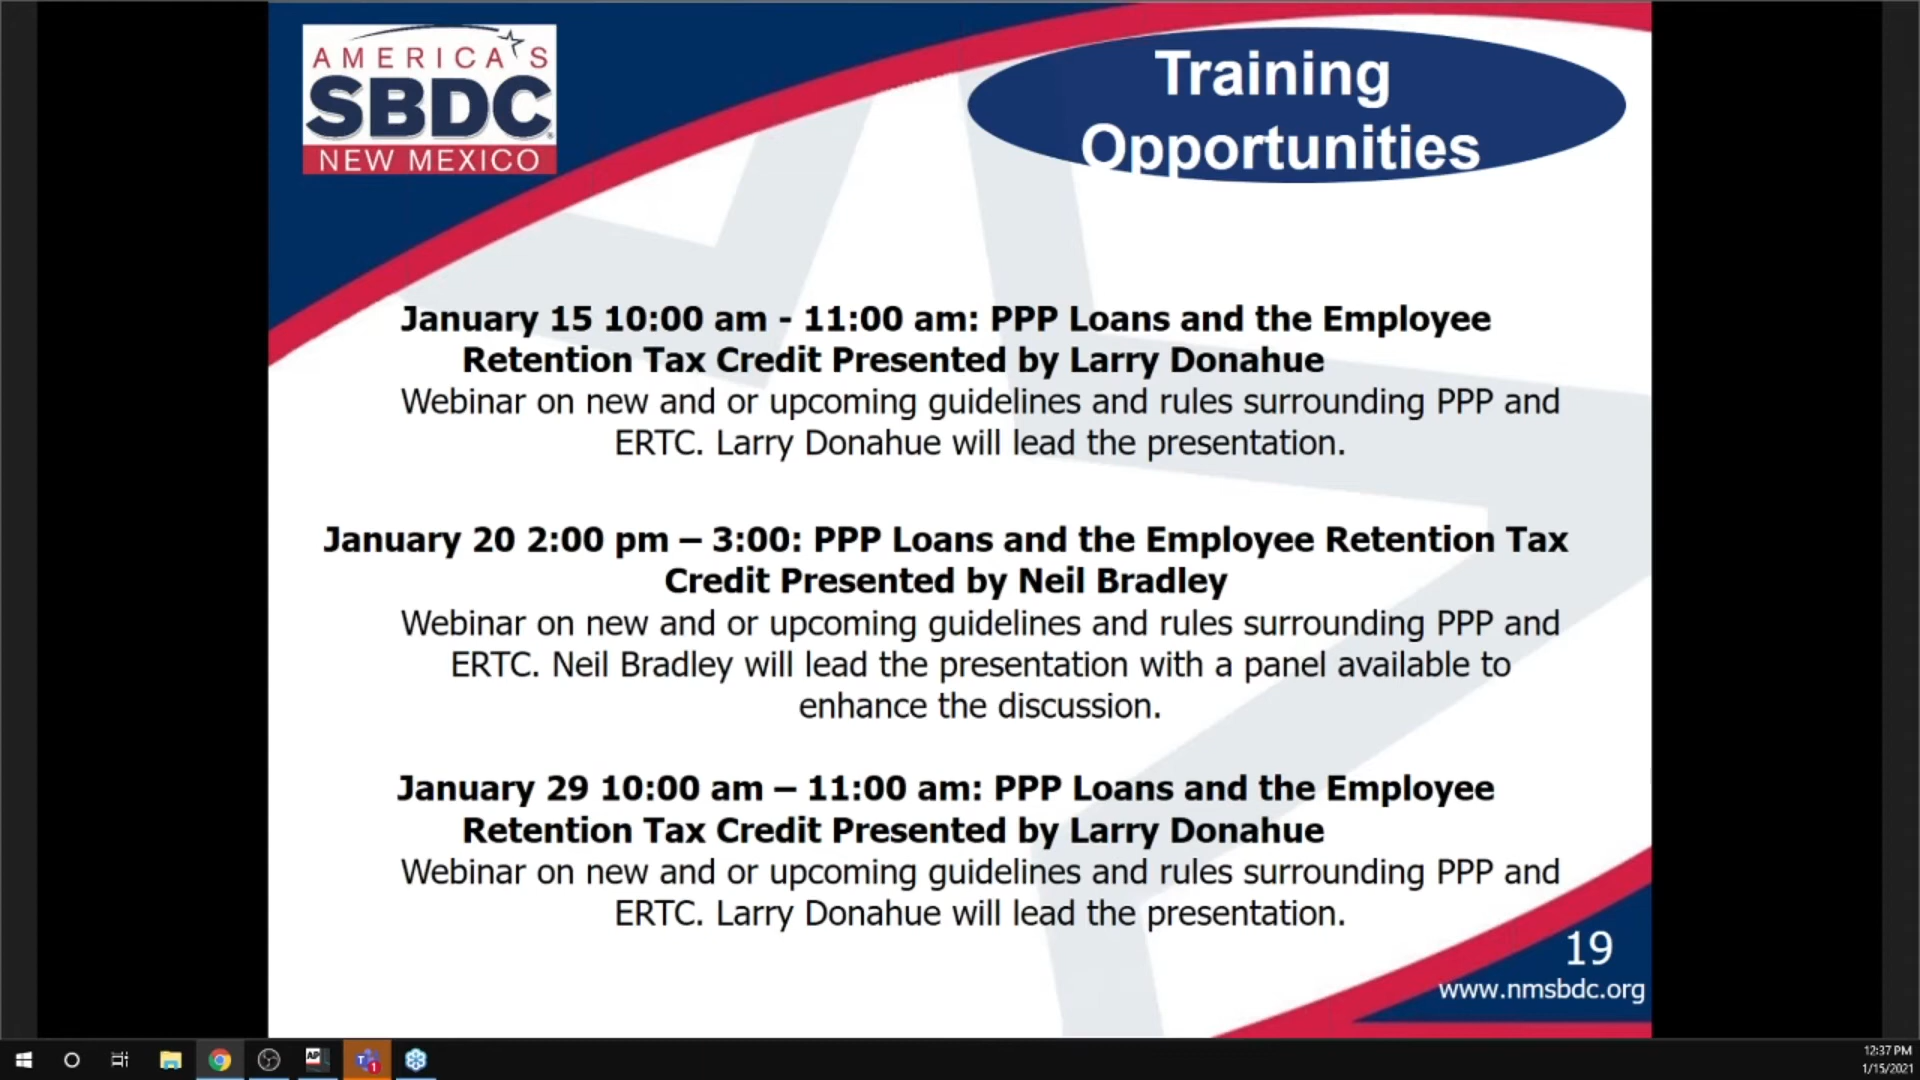 AMERICA'S
SBDC
NEW MEXICO
Training
Opportunities
January 15 10:00 am - 11:00 am: PPP Loans and the Employee
Retention Tax Credit Presented by Larry Donahue
Webinar on new and or upcoming guidelines and rules surrounding PPP and
ERTC. Larry Donahue will lead the presentation.
January 20 2:00 pm – 3:00: PPP Loans and the Employee Retention Tax
Credit Presented by Neil Bradley
Webinar on new and or upcoming guidelines and rules surrounding PPP and
ERTC. Neil Bradley will lead the presentation with a panel available to
enhance the discussion.
January 29 10:00 am – 11:00 am: PPP Loans and the Employee
Retention Tax Credit Presented by Larry Donahue
Webinar on new and or upcoming guidelines and rules surrounding PPP and
ERTC. Larry Donahue will lead the presentation.
19
www.nmsbdc.org
AP
T
1
12:37 PM
1/15/2021